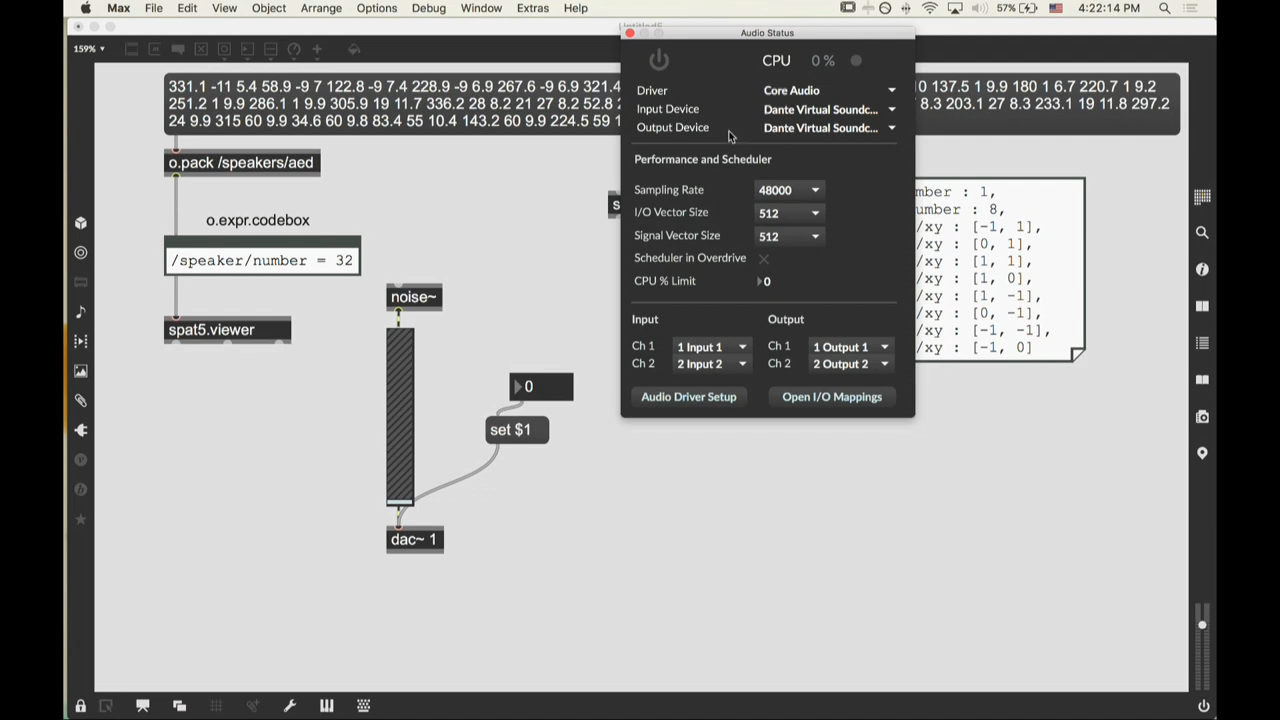 Max File Edit View Object Arrange Options Debug Window Extras Help 57% 4:22:14 PM
Audio Status
159%
CPU 0 %
331.1 -11 5.4 58.9 -9 7 122.8 -9 7.4 228.9 -9 6.9 267.6 -9 6.9 321.4
0 137.5 1 9.9 180 1 6.7 220.7 1 9.2
251.2 1 9.9 286.1 1 9.9 305.9 19 11.7 336.2 28 8.2 21 27 8.2 52.8
8.3 203.1 27 8.3 233.1 19 11.8 297.2
24 9.9 315 60 9.9 34.6 60 9.8 83.4 55 10.4 143.2 60 9.9 224.5 59 1
Driver Core Audio
Input Device Dante Virtual Soundc...
Output Device Dante Virtual Soundc...
Performance and Scheduler
Sampling Rate 48000
I/O Vector Size 512
Signal Vector Size 512
Scheduler in Overdrive
CPU % Limit 0
Input Output
Ch 1 1 Input 1 Ch 1 1 Output 1
Ch 2 2 Input 2 Ch 2 2 Output 2
Audio Driver Setup Open I/O Mappings
o.pack /speakers/aed
o.expr.codebox
/speaker/number = 32
spat5.viewer
noise~
0
set $1
dac~ 1
s
mber : 1,
umber : 8,
/xy : [-1, 1],
/xy : [0, 1],
/xy : [1, 1],
/xy : [1, 0],
/xy : [1, -1],
/xy : [0, -1],
/xy : [-1, -1],
/xy : [-1, 0]